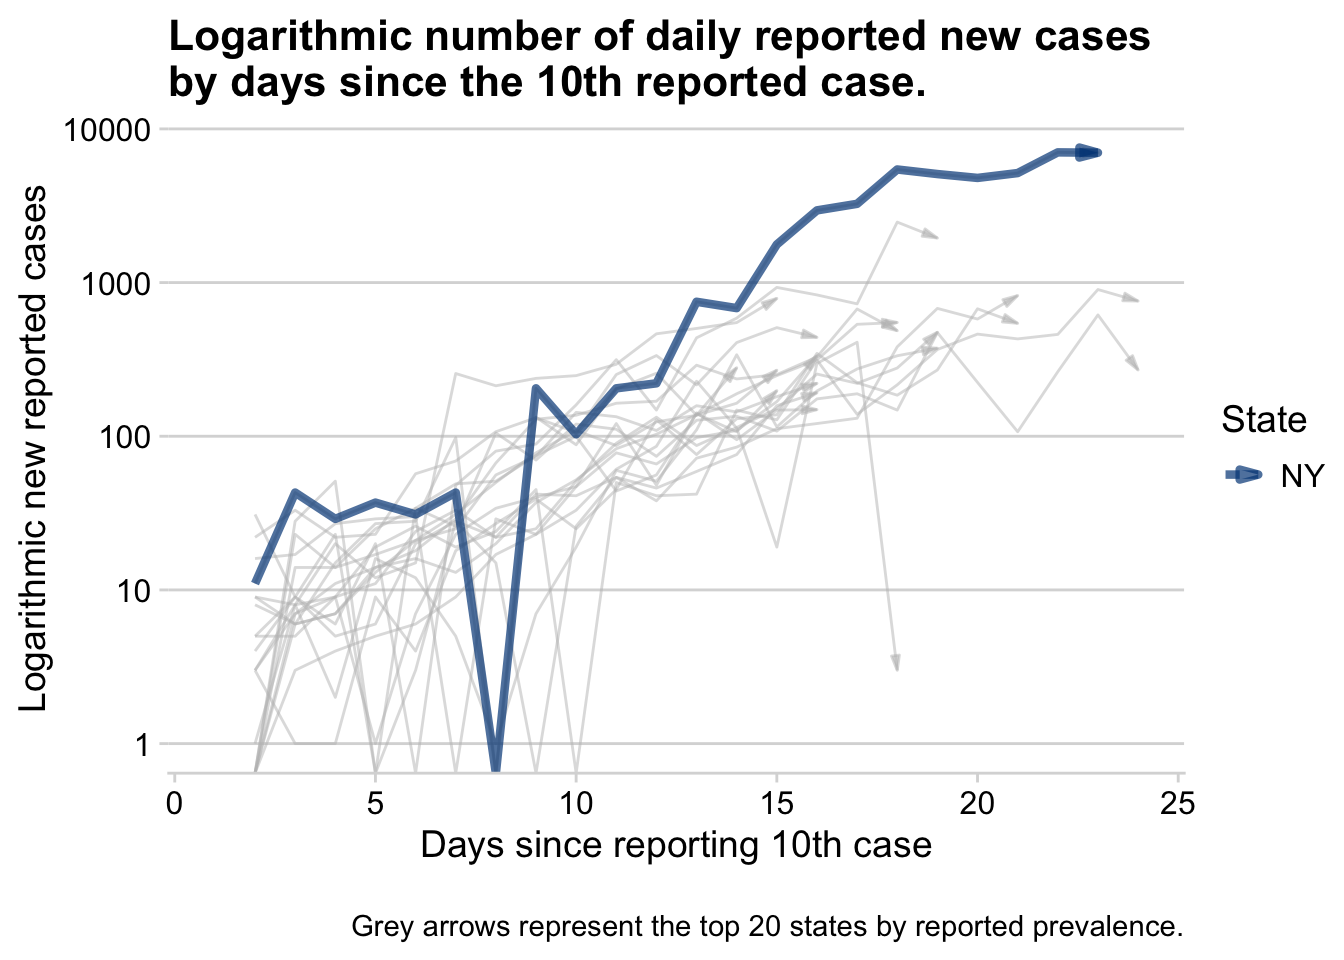 Logarithmic number of daily reported new cases
by days since the 10th reported case.
10000
1000
100
10
1
Logarithmic new reported cases
0 5 10 15 20 25
Days since reporting 10th case
State
NY
Grey arrows represent the top 20 states by reported prevalence.